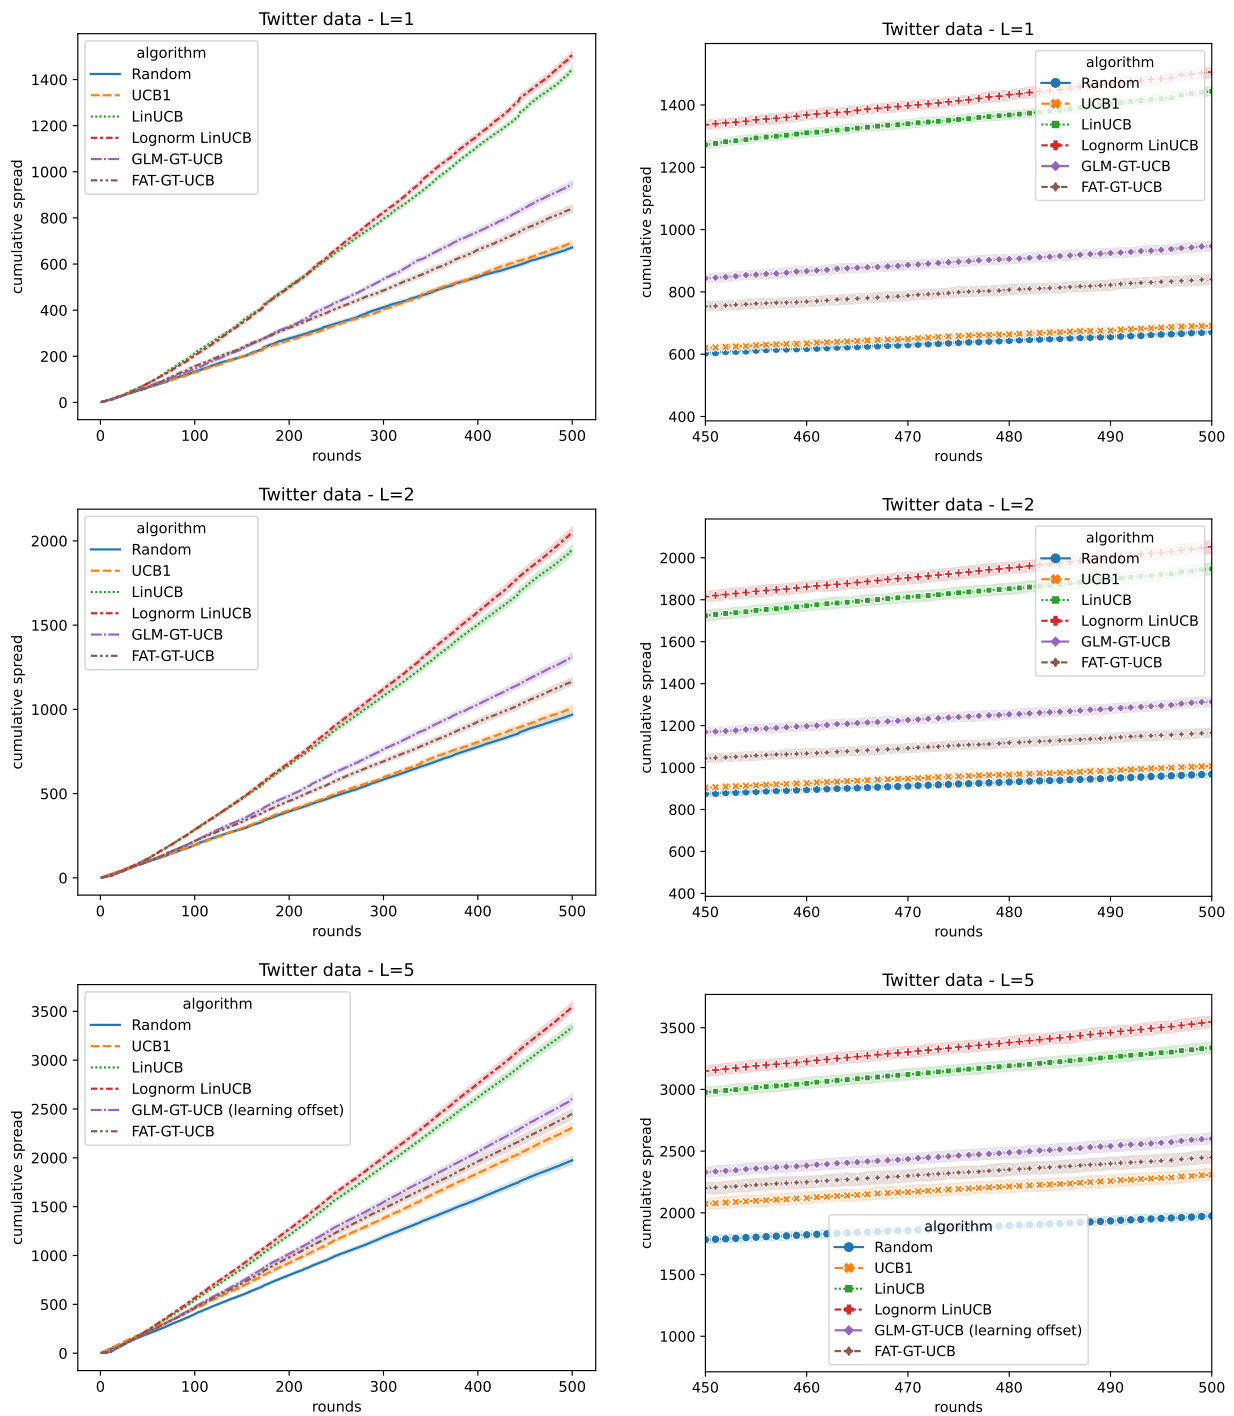 Twitter data - L=1
cumulative spread
1400
1200
1000
800
600
400
200
0
algorithm
Random
UCB1
LinUCB
Lognorm LinUCB
GLM-GT-UCB
FAT-GT-UCB
0 100 200 300 400 500
rounds
Twitter data - L=1
cumulative spread
1400
1200
1000
800
600
400
algorithm
Random
UCB1
LinUCB
Lognorm LinUCB
GLM-GT-UCB
FAT-GT-UCB
450 460 470 480 490 500
rounds
Twitter data - L=2
cumulative spread
2000
1500
1000
500
0
algorithm
Random
UCB1
LinUCB
Lognorm LinUCB
GLM-GT-UCB
FAT-GT-UCB
0 100 200 300 400 500
rounds
Twitter data - L=2
cumulative spread
2000
1800
1600
1400
1200
1000
800
600
400
algorithm
Random
UCB1
LinUCB
Lognorm LinUCB
GLM-GT-UCB
FAT-GT-UCB
450 460 470 480 490 500
rounds
Twitter data - L=5
cumulative spread
3500
3000
2500
2000
1500
1000
500
0
algorithm
Random
UCB1
LinUCB
Lognorm LinUCB
GLM-GT-UCB (learning offset)
FAT-GT-UCB
0 100 200 300 400 500
rounds
Twitter data - L=5
cumulative spread
3500
3000
2500
2000
1500
1000
algorithm
Random
UCB1
LinUCB
Lognorm LinUCB
GLM-GT-UCB (learning offset)
FAT-GT-UCB
450 460 470 480 490 500
rounds